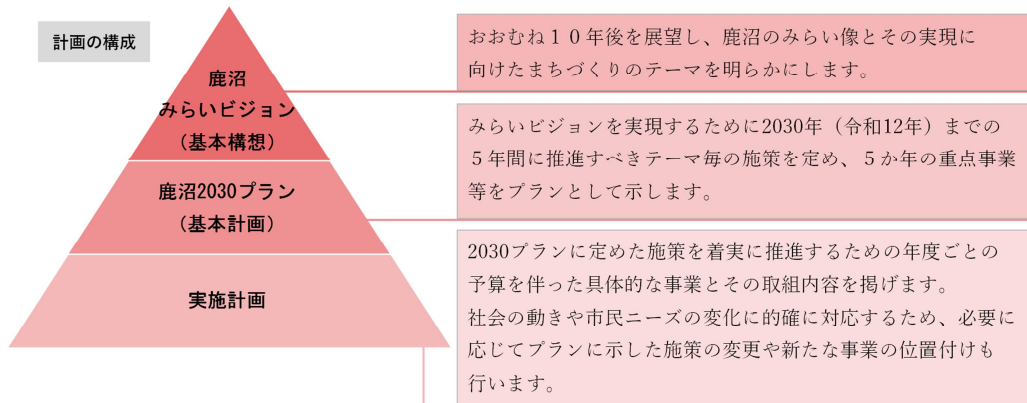 計画の構成
鹿沼
みらいビジョン
（基本構想）
おおむね１０年後を展望し、鹿沼のみらい像とその実現に
向けたまちづくりのテーマを明らかにします。
鹿沼2030プラン
（基本計画）
みらいビジョンを実現するために2030年（令和12年）までの
５年間に推進すべきテーマ毎の施策を定め、５か年の重点事業
等をプランとして示します。
実施計画
2030プランに定めた施策を着実に推進するための年度ごとの
予算を伴った具体的な事業とその取組内容を掲げます。
社会の動きや市民ニーズの変化に的確に対応するため、必要に
応じてプランに示した施策の変更や新たな事業の位置付けも
行います。